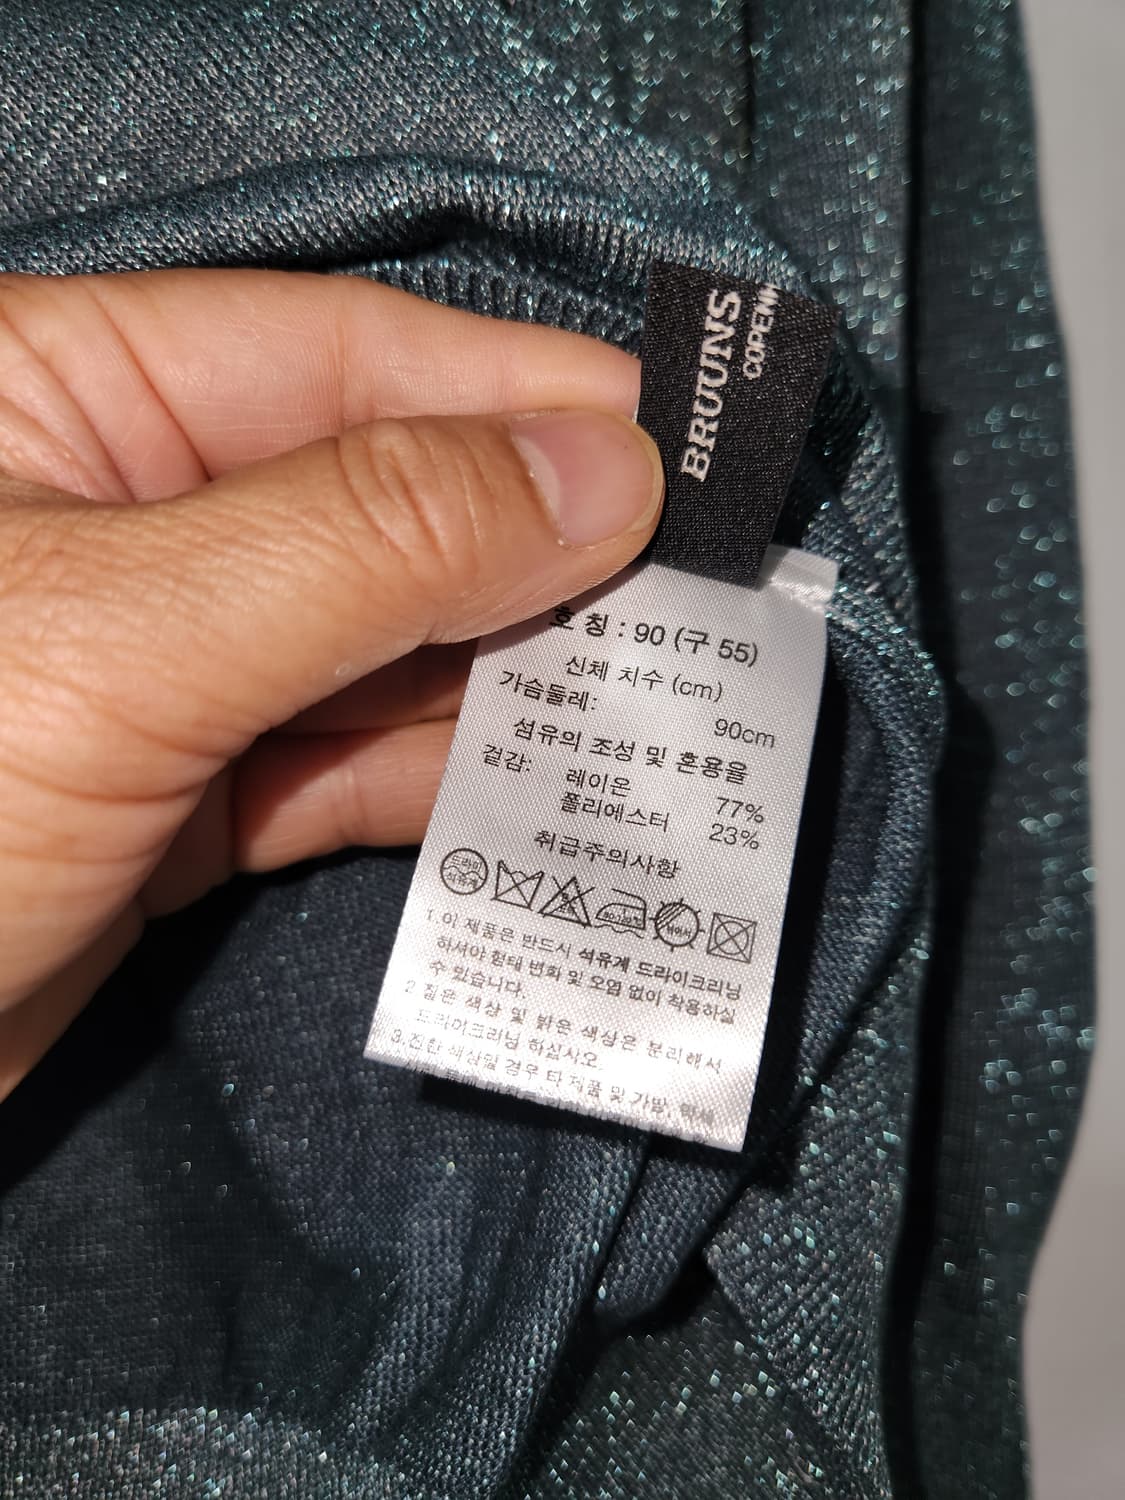 BRUUNS
COPENH
호 칭 : 90 (구 55)
신체 치수 (cm)
가슴둘레: 90cm
섬유의 조성 및 혼용율
겉감: 레이온 77%
폴리에스터 23%
취급주의사항
드라이 석유계
1.이 제품은 반드시 석유계 드라이크리닝
하셔야 형태 변화 및 오염 없이 착용하실
수 있습니다.
2 짙은 색상 및 밝은 색상은 분리해서
드라이크리닝 하십시오.
3.진한 색상일 경우 타 제품 및 가방,